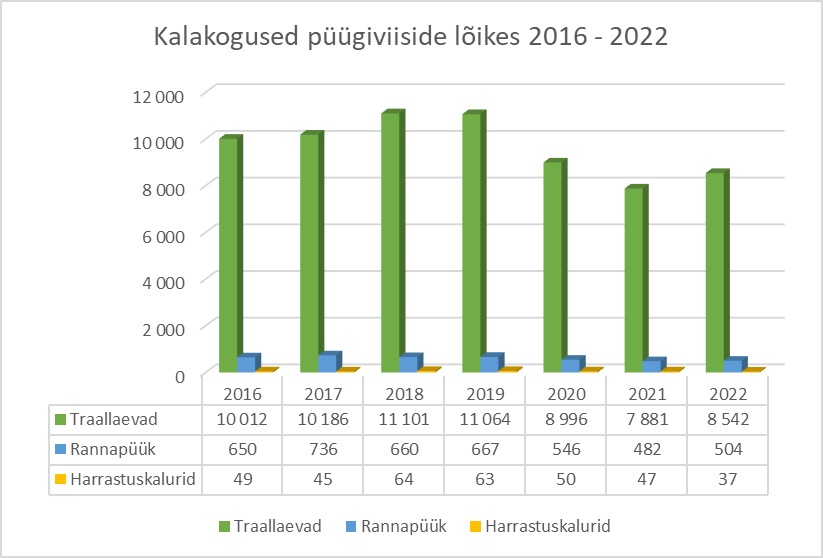 Kalakogused püügiviiside lõikes 2016 - 2022
12 000
10 000
8 000
6 000
4 000
2 000
0
2016 2017 2018 2019 2020 2021 2022
Traallaevad 10 012 10 186 11 101 11 064 8 996 7 881 8 542
Rannapüük 650 736 660 667 546 482 504
Harrastuskalurid 49 45 64 63 50 47 37
Traallaevad Rannapüük Harrastuskalurid